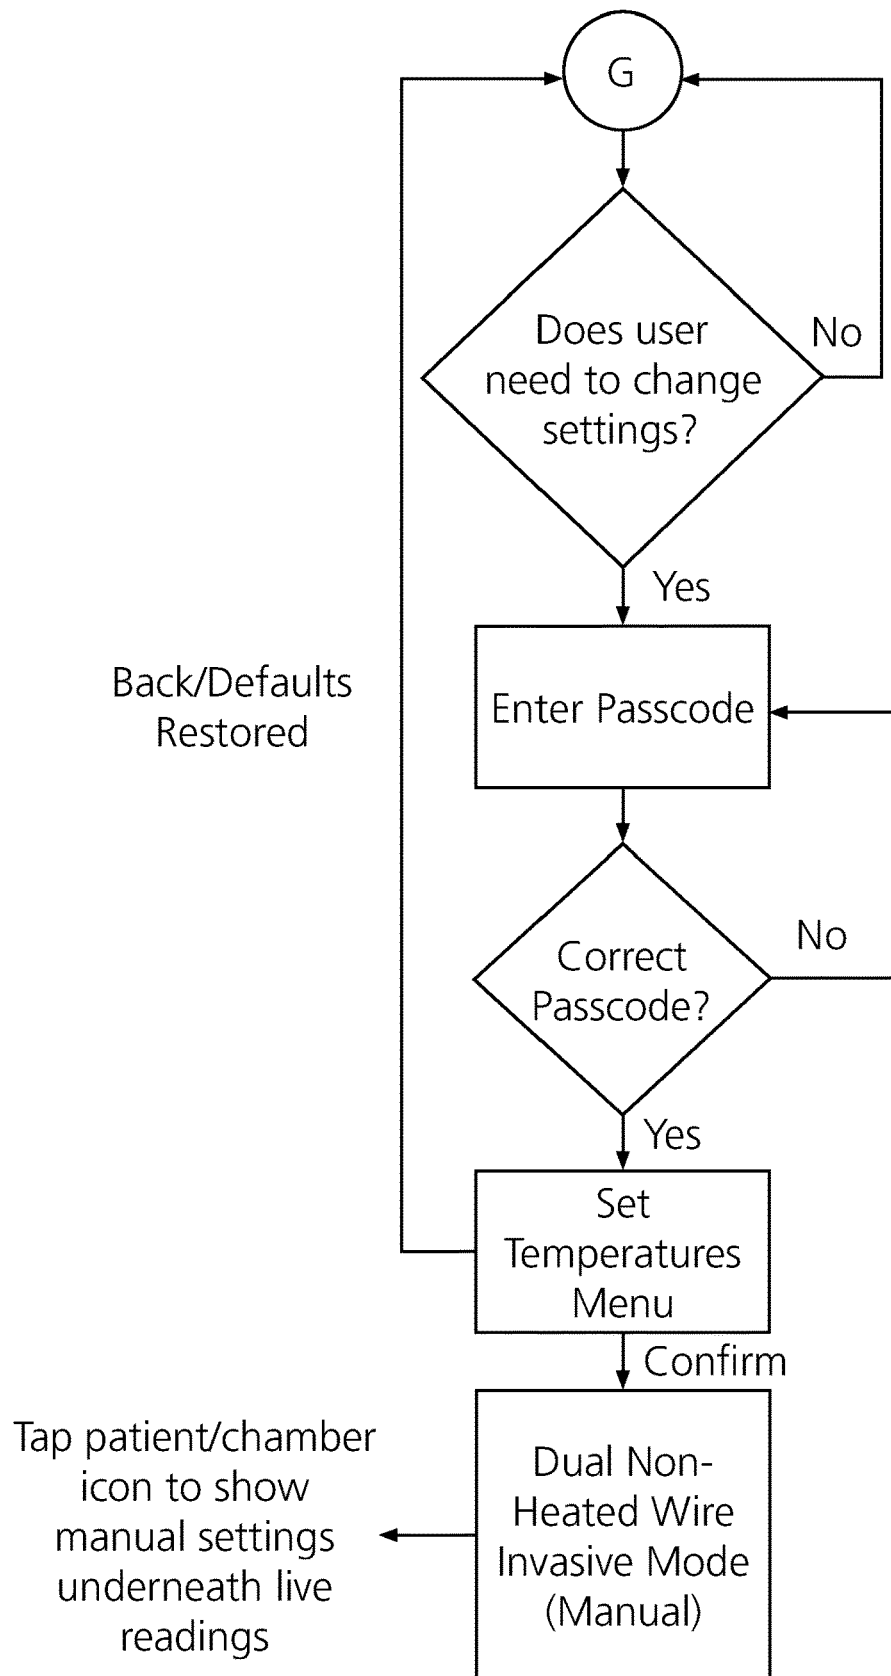 G
Does user
need to change
settings?
No
Yes
Back/Defaults
Restored
Enter Passcode
Correct
Passcode?
No
Yes
Set
Temperatures
Menu
Confirm
Tap patient/chamber
icon to show
manual settings
underneath live
readings
Dual Non-
Heated Wire
Invasive Mode
(Manual)